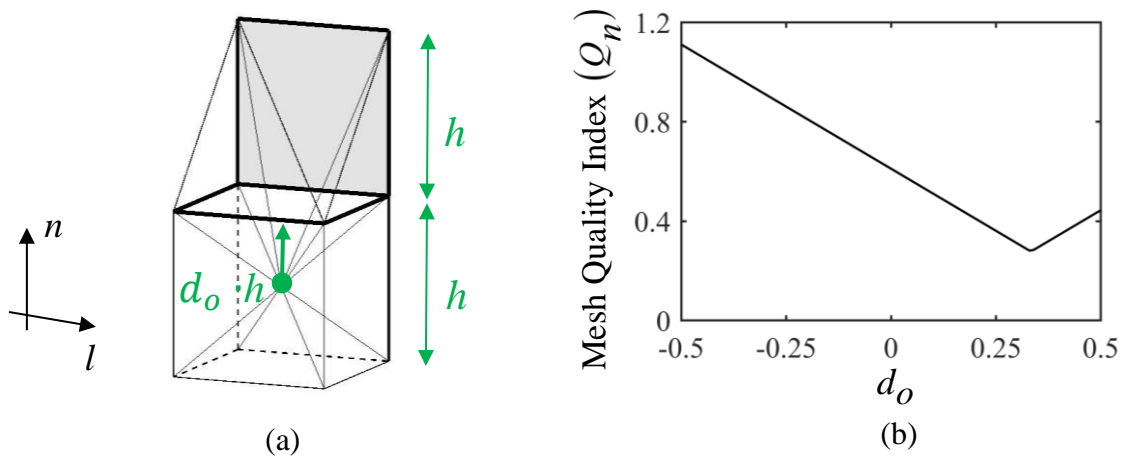 h
h
d_o · h
n
l
(a)
Mesh Quality Index (Q_n)
1.2
0.8
0.4
0
-0.5
-0.25
0
0.25
0.5
d_o
(b)